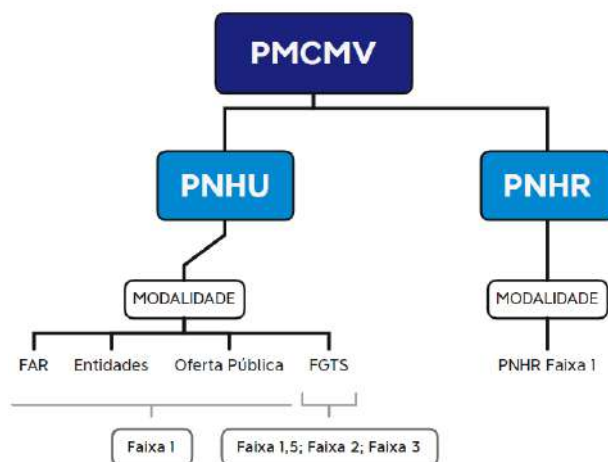 PMCMV
PNHU
PNHR
MODALIDADE
MODALIDADE
FAR
Entidades
Oferta Pública
FGTS
PNHR Faixa 1
Faixa 1
Faixa 1,5; Faixa 2; Faixa 3